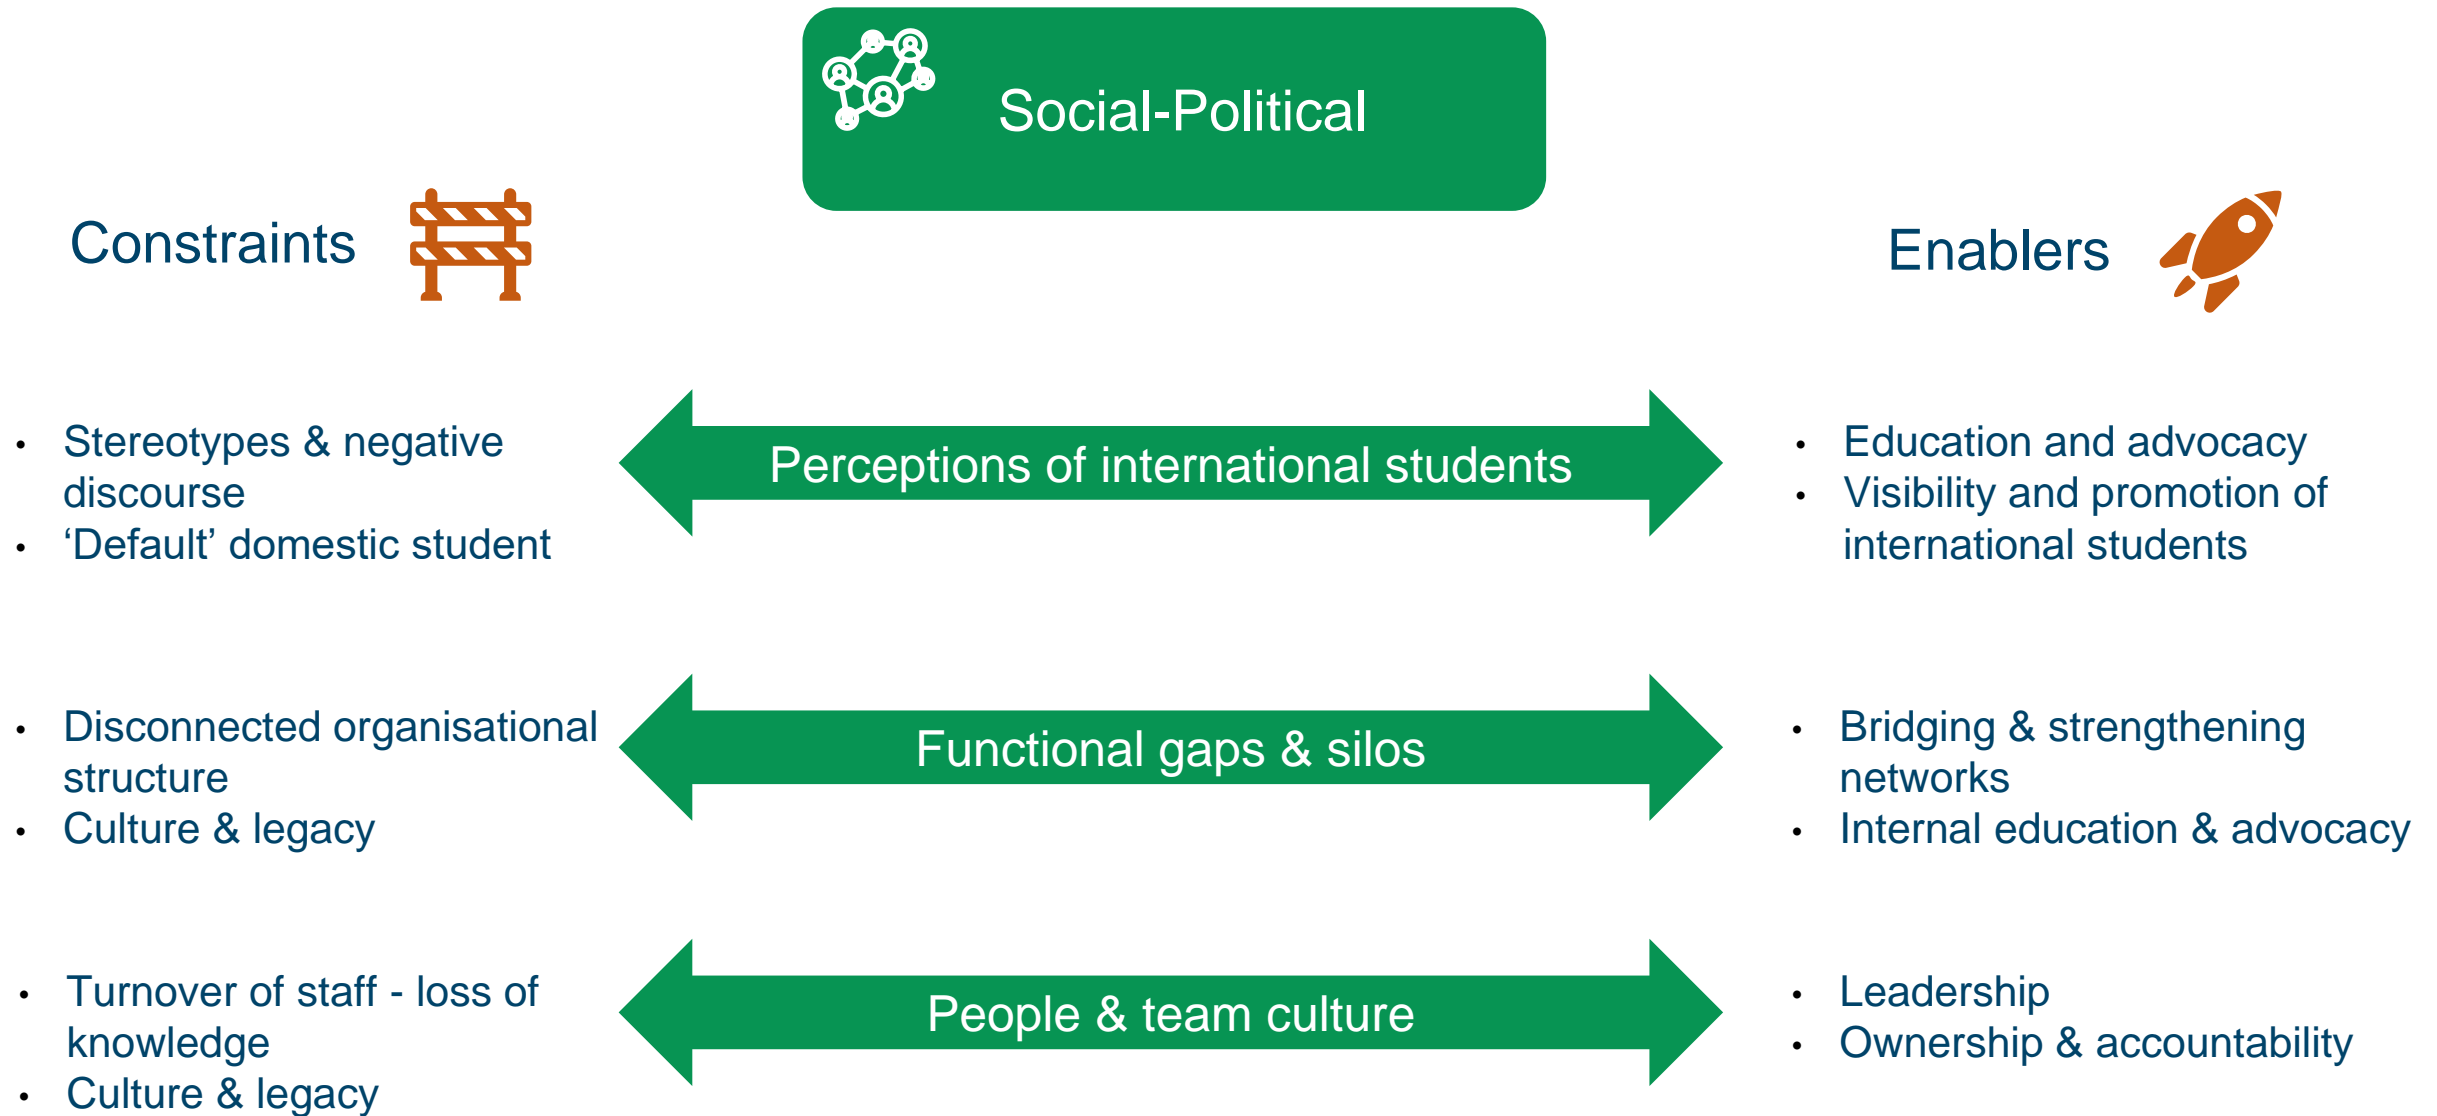 Social-Political
Constraints
Enablers
• Stereotypes & negative
discourse
• ‘Default’ domestic student
Perceptions of international students
• Education and advocacy
• Visibility and promotion of
international students
• Disconnected organisational
structure
• Culture & legacy
Functional gaps & silos
• Bridging & strengthening
networks
• Internal education & advocacy
• Turnover of staff - loss of
knowledge
• Culture & legacy
People & team culture
• Leadership
• Ownership & accountability